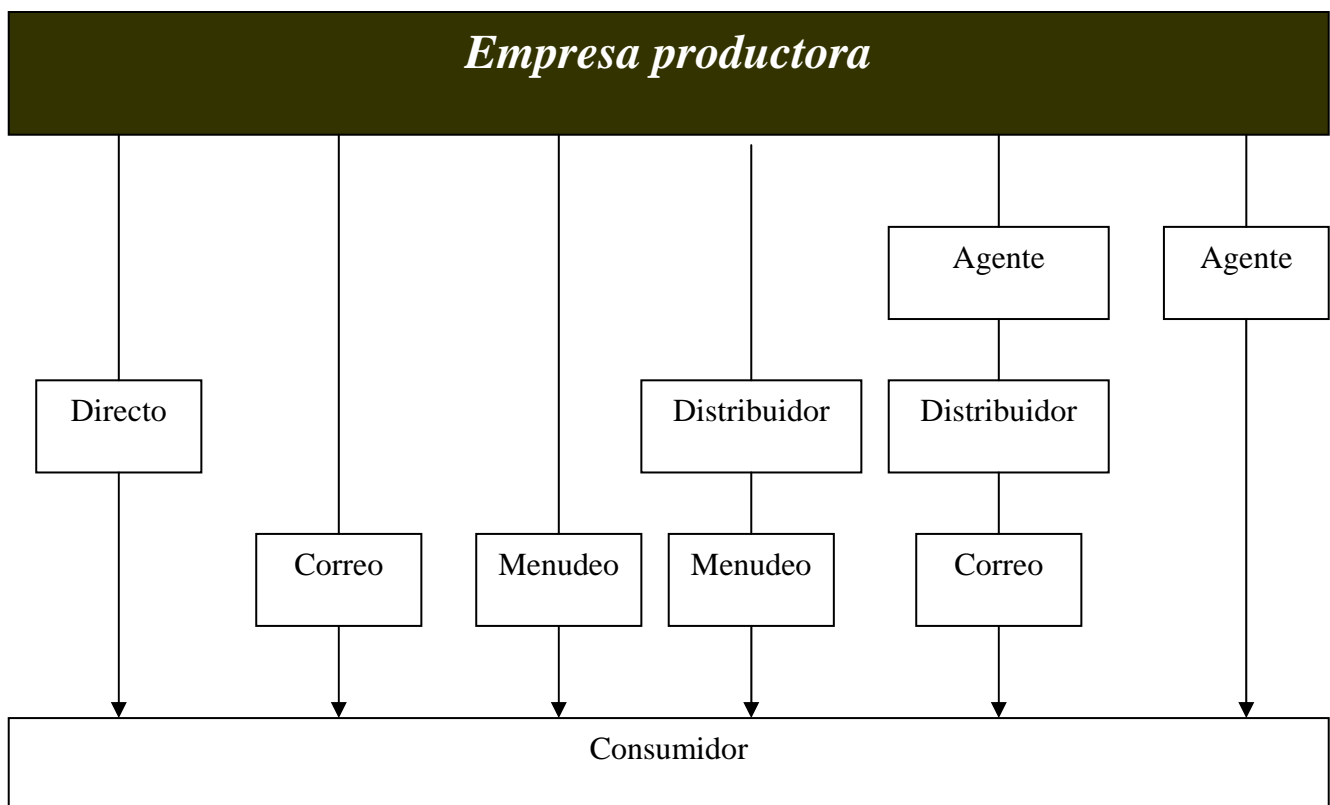 Empresa productora
Agente
Agente
Directo
Distribuidor
Distribuidor
Correo
Menudeo
Menudeo
Correo
Consumidor